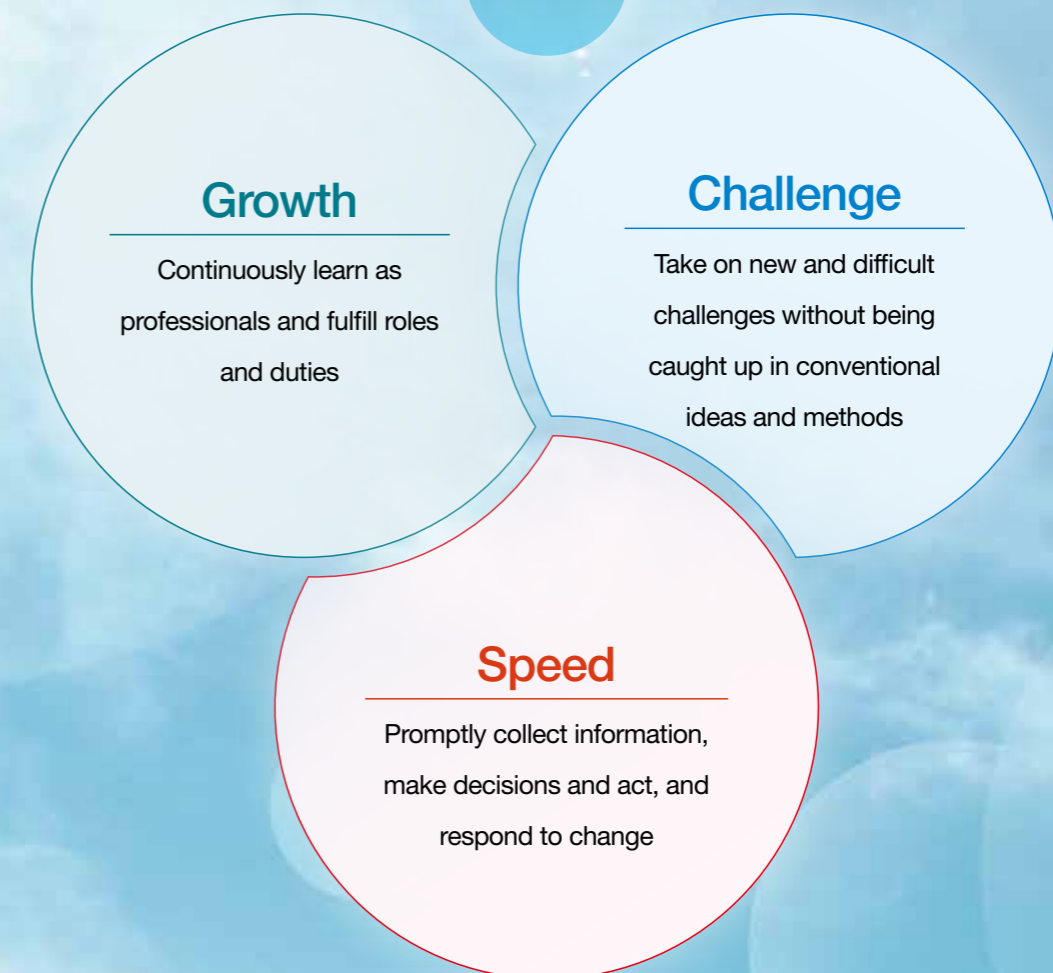 Growth
Continuously learn as
professionals and fulfill roles
and duties
Challenge
Take on new and difficult
challenges without being
caught up in conventional
ideas and methods
Speed
Promptly collect information,
make decisions and act, and
respond to change